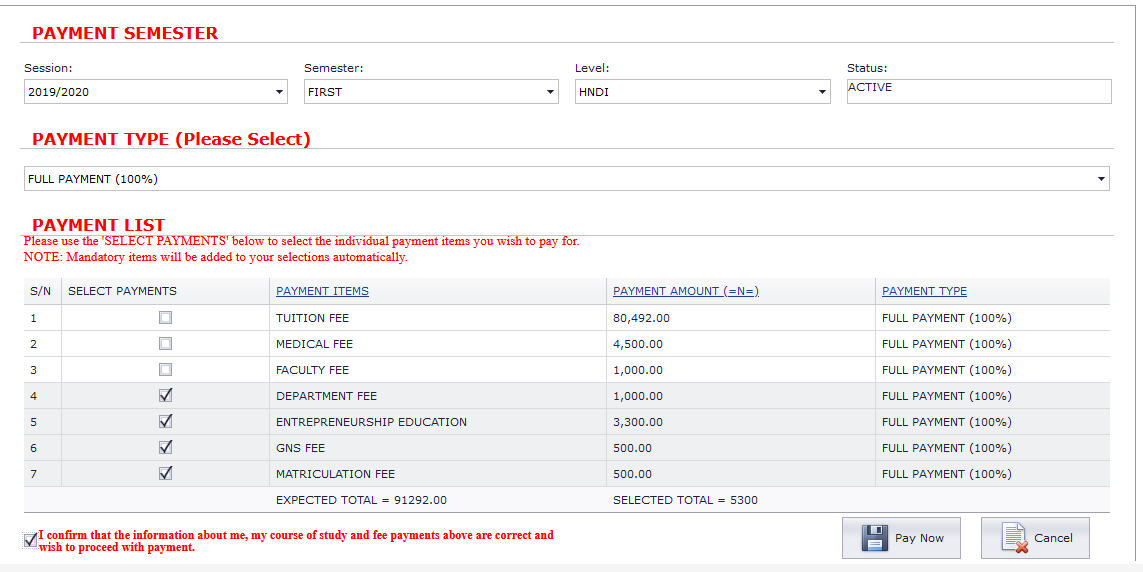 PAYMENT SEMESTER
Session: Semester: Level: Status:
2019/2020 FIRST HNDI ACTIVE
PAYMENT TYPE (Please Select)
FULL PAYMENT (100%)
PAYMENT LIST
Please use the 'SELECT PAYMENTS' below to select the individual payment items you wish to pay for.
NOTE: Mandatory items will be added to your selections automatically.
S/N SELECT PAYMENTS PAYMENT ITEMS PAYMENT AMOUNT (=N=) PAYMENT TYPE
1 TUITION FEE 80,492.00 FULL PAYMENT (100%)
2 MEDICAL FEE 4,500.00 FULL PAYMENT (100%)
3 FACULTY FEE 1,000.00 FULL PAYMENT (100%)
4 DEPARTMENT FEE 1,000.00 FULL PAYMENT (100%)
5 ENTREPRENEURSHIP EDUCATION 3,300.00 FULL PAYMENT (100%)
6 GNS FEE 500.00 FULL PAYMENT (100%)
7 MATRICULATION FEE 500.00 FULL PAYMENT (100%)
EXPECTED TOTAL = 91292.00 SELECTED TOTAL = 5300
I confirm that the information about me, my course of study and fee payments above are correct and
wish to proceed with payment.
Pay Now Cancel